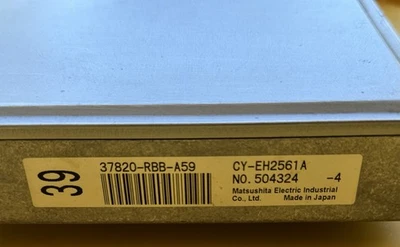 39
37820-RBB-A59 CY-EH2561A
NO. 504324 -4
Matsushita Electric Industrial
Co., Ltd. Made in Japan